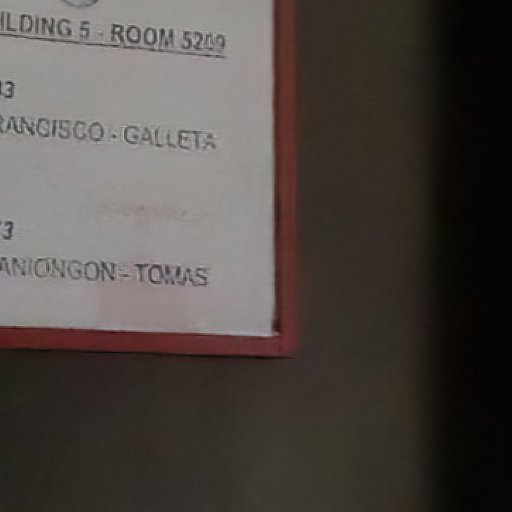 ILDING 5 - ROOM 5209
3
RANCISCO - GALLETA
3
ANIONGON - TOMAS